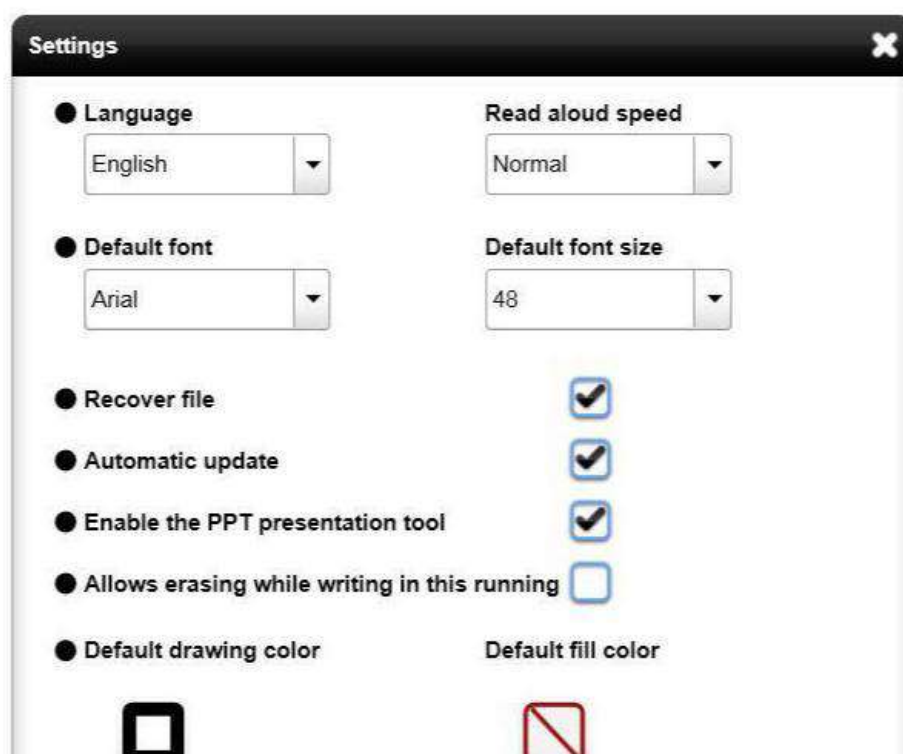 Settings
Language Read aloud speed
English Normal
Default font Default font size
Arial 48
Recover file
Automatic update
Enable the PPT presentation tool
Allows erasing while writing in this running
Default drawing color Default fill color